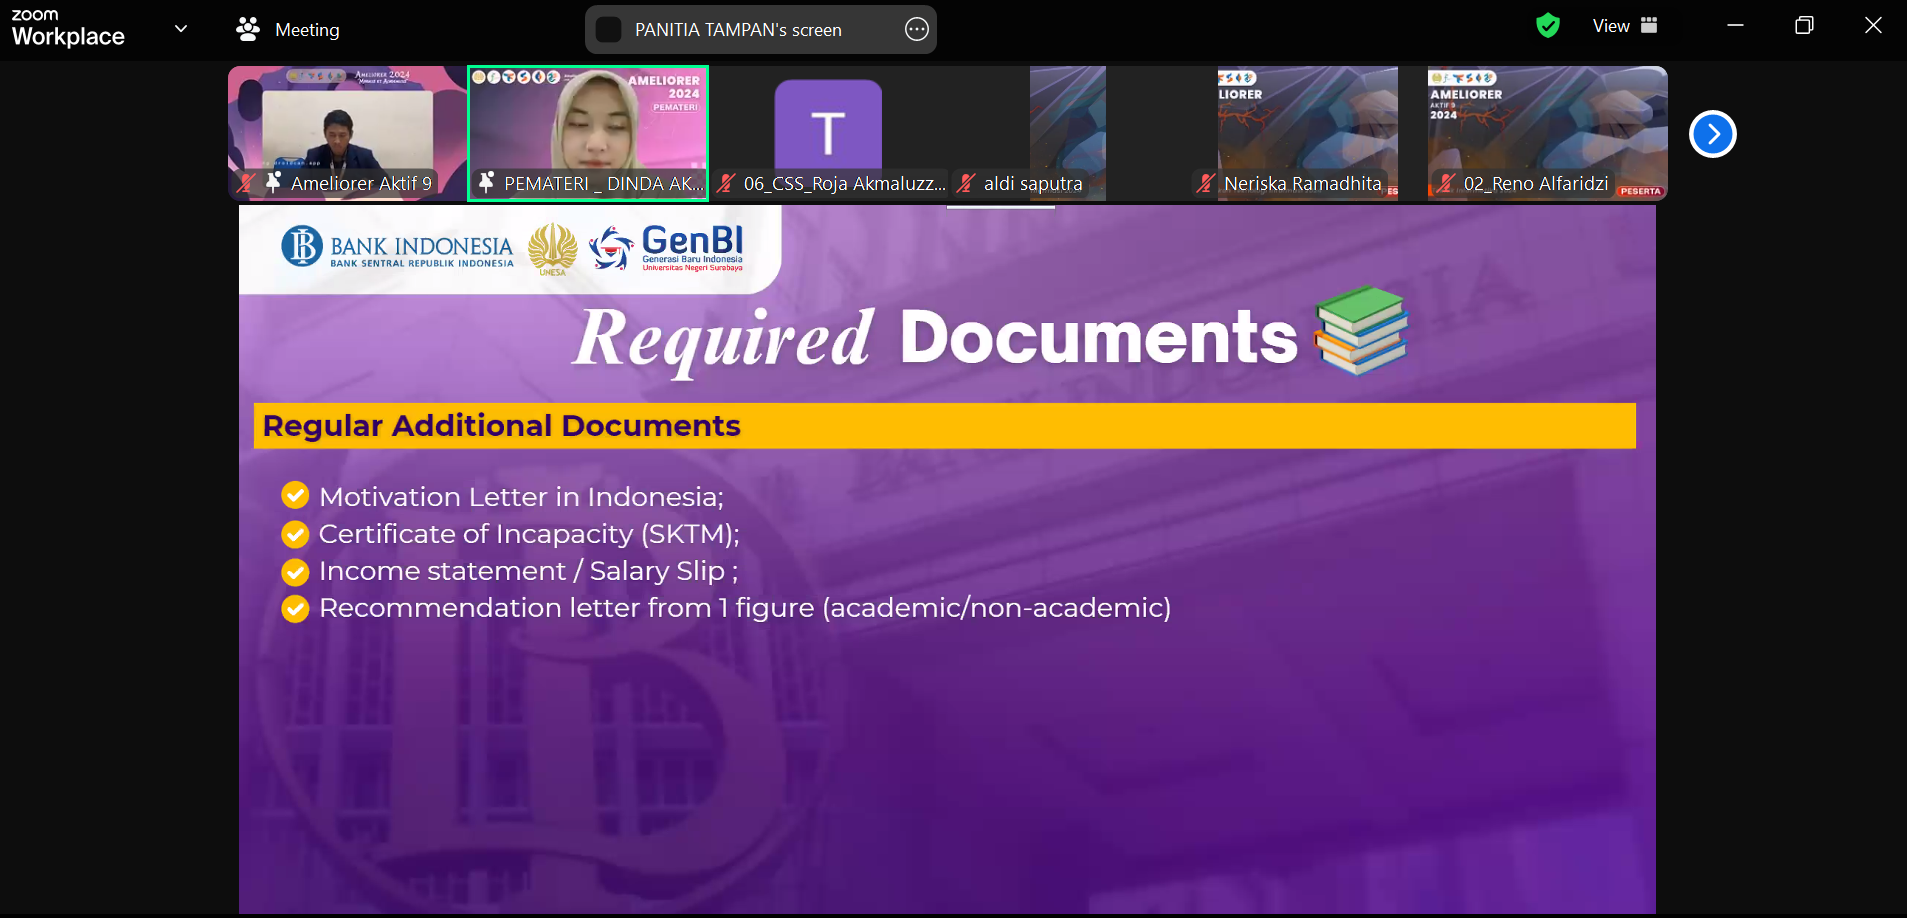 zoom
Workplace
Meeting
PANITIA TAMPAN's screen
View
AMELIORER 2024
Ameliorer Aktif 9
AMELIORER
2024
PEMATERI
PEMATERI _ DINDA AK...
T
06_CSS_Roja Akmaluzz...
aldi saputra
LIORER
Neriska Ramadhita
AMELIORER
AKTIF 9
2024
02_Reno Alfaridzi
PESERTA
BANK INDONESIA
BANK SENTRAL REPUBLIK INDONESIA
UNESA
GenBI
Generasi Baru Indonesia
Universitas Negeri Surabaya
Required Documents
Regular Additional Documents
Motivation Letter in Indonesia;
Certificate of Incapacity (SKTM);
Income statement / Salary Slip ;
Recommendation letter from 1 figure (academic/non-academic)